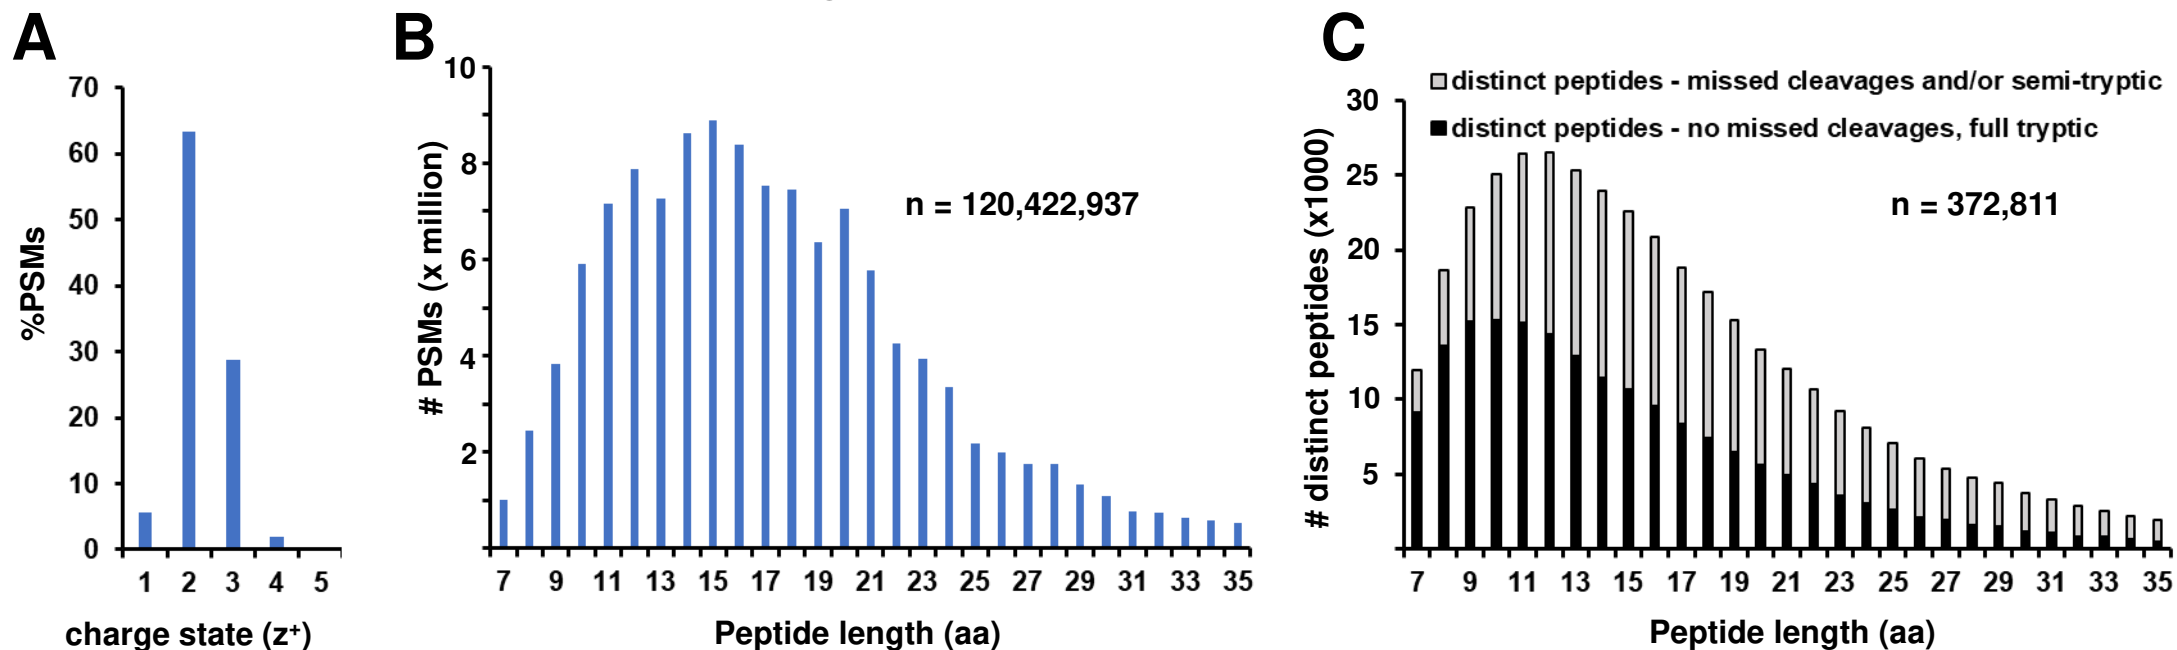 A
70
60
50
40
30
20
10
0
%PSMs
1 2 3 4 5
charge state (z⁺)
B
10
8
6
4
2
# PSMs (x million)
n = 120,422,937
7 9 11 13 15 17 19 21 23 25 27 29 31 33 35
Peptide length (aa)
C
distinct peptides - missed cleavages and/or semi-tryptic
distinct peptides - no missed cleavages, full tryptic
30
25
20
15
10
5
# distinct peptides (x1000)
n = 372,811
7 9 11 13 15 17 19 21 23 25 27 29 31 33 35
Peptide length (aa)